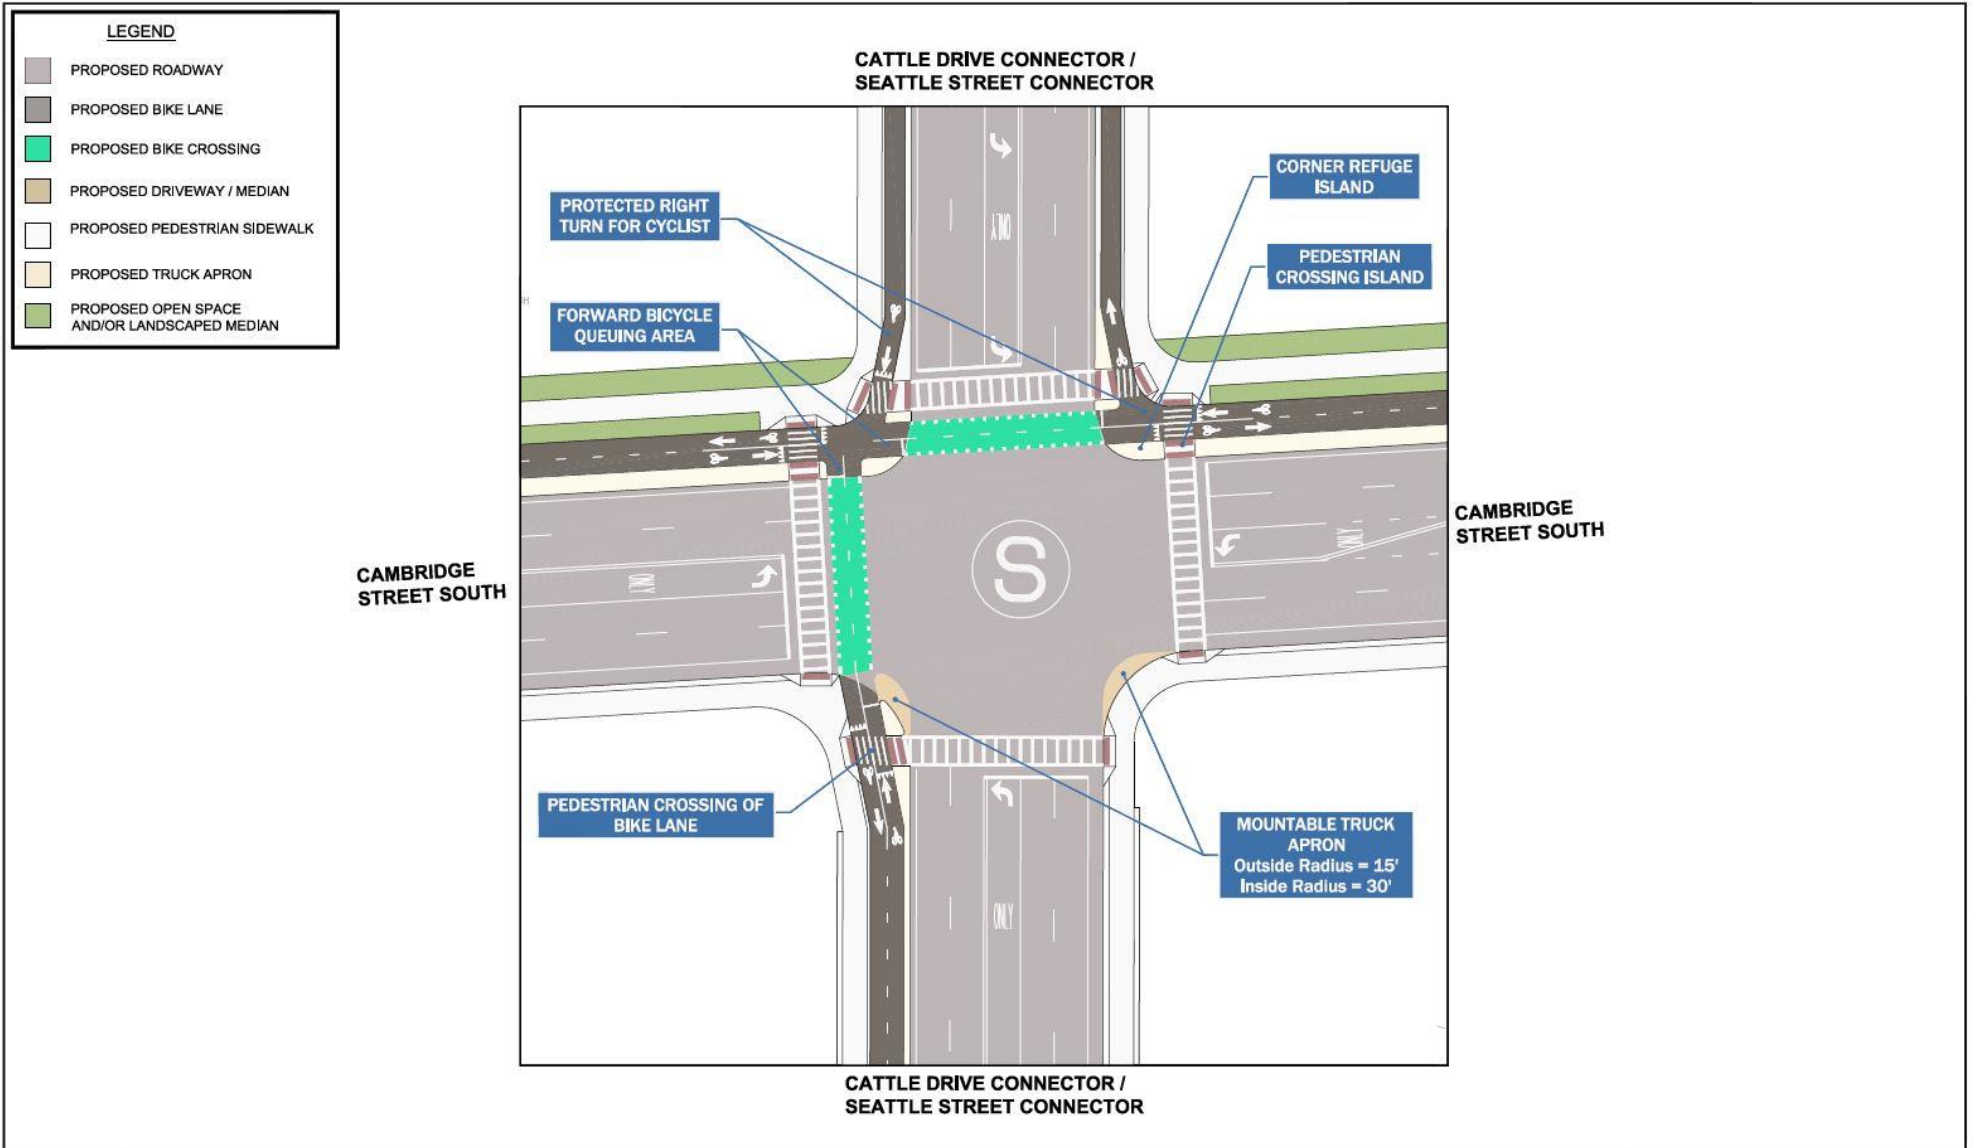 LEGEND
PROPOSED ROADWAY
PROPOSED BIKE LANE
PROPOSED BIKE CROSSING
PROPOSED DRIVEWAY / MEDIAN
PROPOSED PEDESTRIAN SIDEWALK
PROPOSED TRUCK APRON
PROPOSED OPEN SPACE
AND/OR LANDSCAPED MEDIAN
CATTLE DRIVE CONNECTOR /
SEATTLE STREET CONNECTOR
PROTECTED RIGHT
TURN FOR CYCLIST
CORNER REFUGE
ISLAND
ONLY
PEDESTRIAN
CROSSING ISLAND
FORWARD BICYCLE
QUEUING AREA
CAMBRIDGE
STREET SOUTH
ONLY
S
ONLY
CAMBRIDGE
STREET SOUTH
PEDESTRIAN CROSSING OF
BIKE LANE
MOUNTABLE TRUCK
APRON
Outside Radius = 15'
Inside Radius = 30'
ONLY
CATTLE DRIVE CONNECTOR /
SEATTLE STREET CONNECTOR